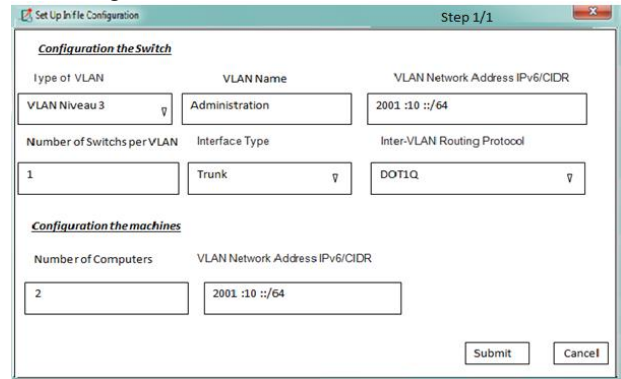 Set Up In file Configuration Step 1/1
Configuration the Switch
Type of VLAN VLAN Name VLAN Network Address IPv6/CIDR
VLAN Niveau 3 Administration 2001 :10 ::/64
Number of Switchs per VLAN Interface Type Inter-VLAN Routing Protocol
1 Trunk DOT1Q
Configuration the machines
Number of Computers VLAN Network Address IPv6/CIDR
2 2001 :10 ::/64
Submit Cancel